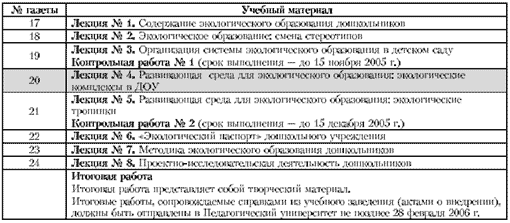 № газеты Учебный материал
17 Лекция № 1. Содержание экологического образования дошкольников
18 Лекция № 2. Экологическое образование: смена стереотипов
19 Лекция № 3. Организация системы экологического образования в детском саду
Контрольная работа № 1 (срок выполнения – до 15 ноября 2005 г.)
20 Лекция № 4. Развивающая среда для экологического образования: экологические
комплексы в ДОУ
21 Лекция № 5. Развивающая среда для экологического образования: экологические
тропинки
Контрольная работа № 2 (срок выполнения – до 15 декабря 2005 г.)
22 Лекция № 6. «Экологический паспорт» дошкольного учреждения
23 Лекция № 7. Методика экологического образования дошкольников
24 Лекция № 8. Проектно-исследовательская деятельность дошкольников
Итоговая работа
Итоговая работа представляет собой творческий материал.
Итоговые работы, сопровождаемые справками из учебного заведения (актами о внедрении),
должны быть отправлены в Педагогический университет не позднее 28 февраля 2006 г.